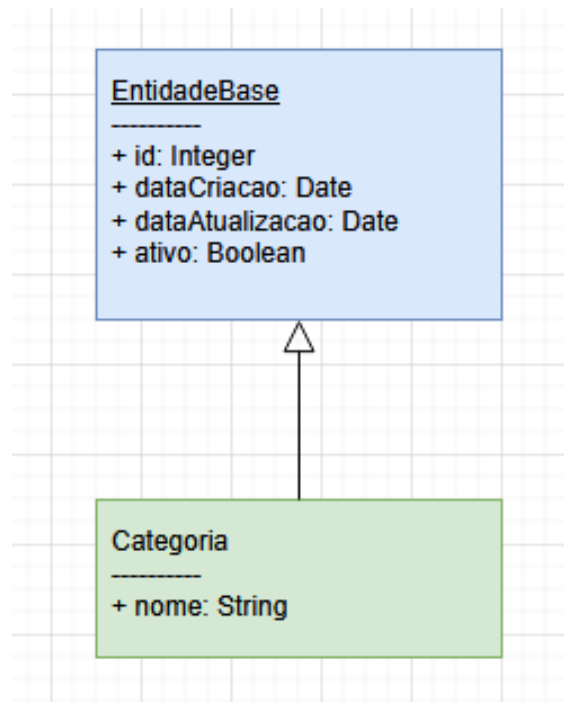 EntidadeBase
----------
+ id: Integer
+ dataCriacao: Date
+ dataAtualizacao: Date
+ ativo: Boolean
Categoria
----------
+ nome: String